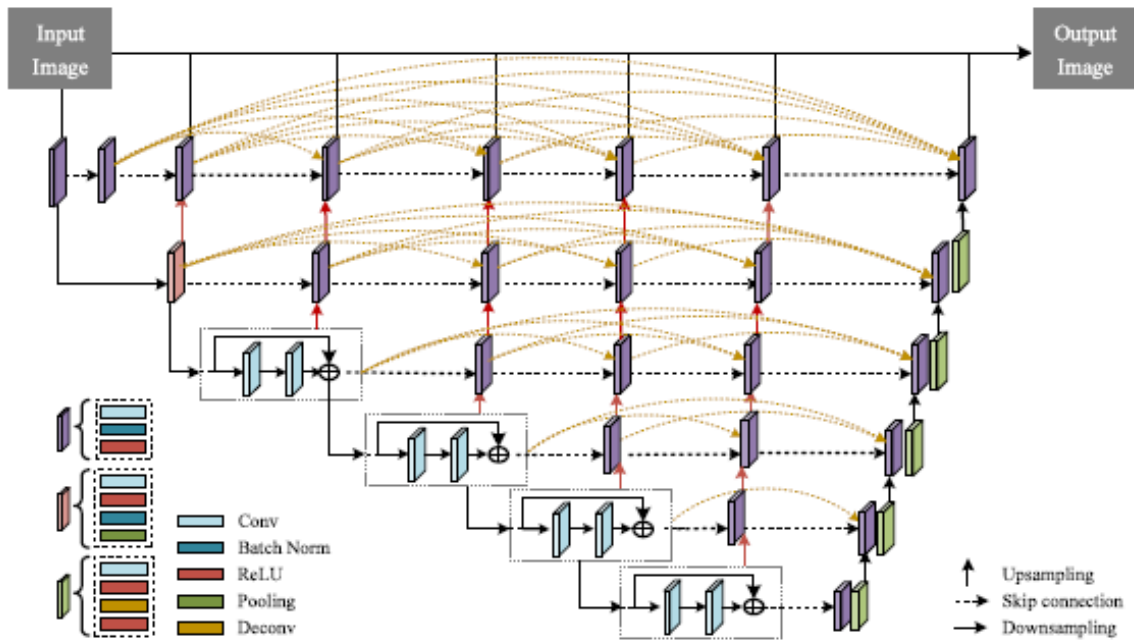 Input
Image
Output
Image
Conv
Batch Norm
ReLU
Pooling
Deconv
Upsampling
Skip connection
Downsampling